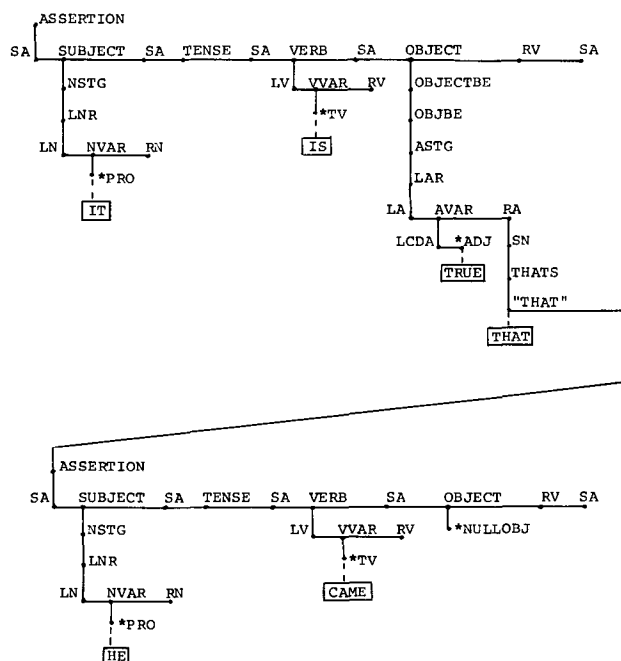 ASSERTION
SA SUBJECT SA TENSE SA VERB SA OBJECT RV SA
NSTG LV VVAR RV OBJECTBE
LNR *TV OBJBE
LN NVAR RN IS ASTG
*PRO LAR
IT LA AVAR RA
LCDA *ADJ SN
TRUE THATS
"THAT"
THAT
ASSERTION
SA SUBJECT SA TENSE SA VERB SA OBJECT RV SA
NSTG LV VVAR RV *NULLOBJ
LNR *TV
LN NVAR RN CAME
*PRO
HE